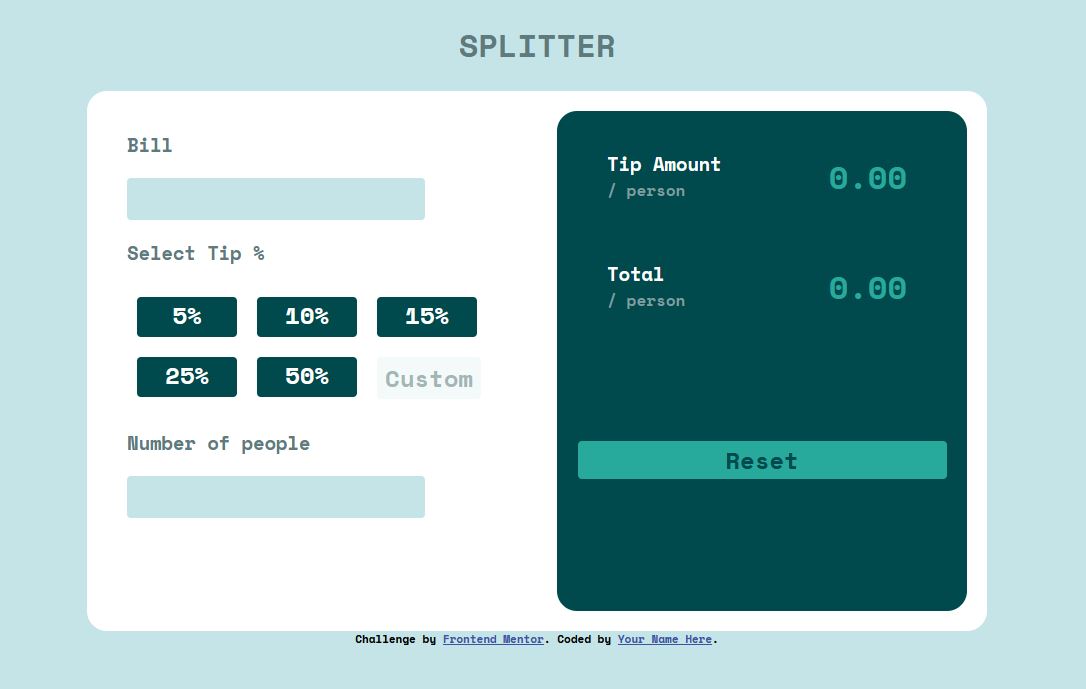 SPLITTER
Bill
Select Tip %
5% 10% 15%
25% 50% Custom
Number of people
Tip Amount
/ person
0.00
Total
/ person
0.00
Reset
Challenge by Frontend Mentor. Coded by Your Name Here.